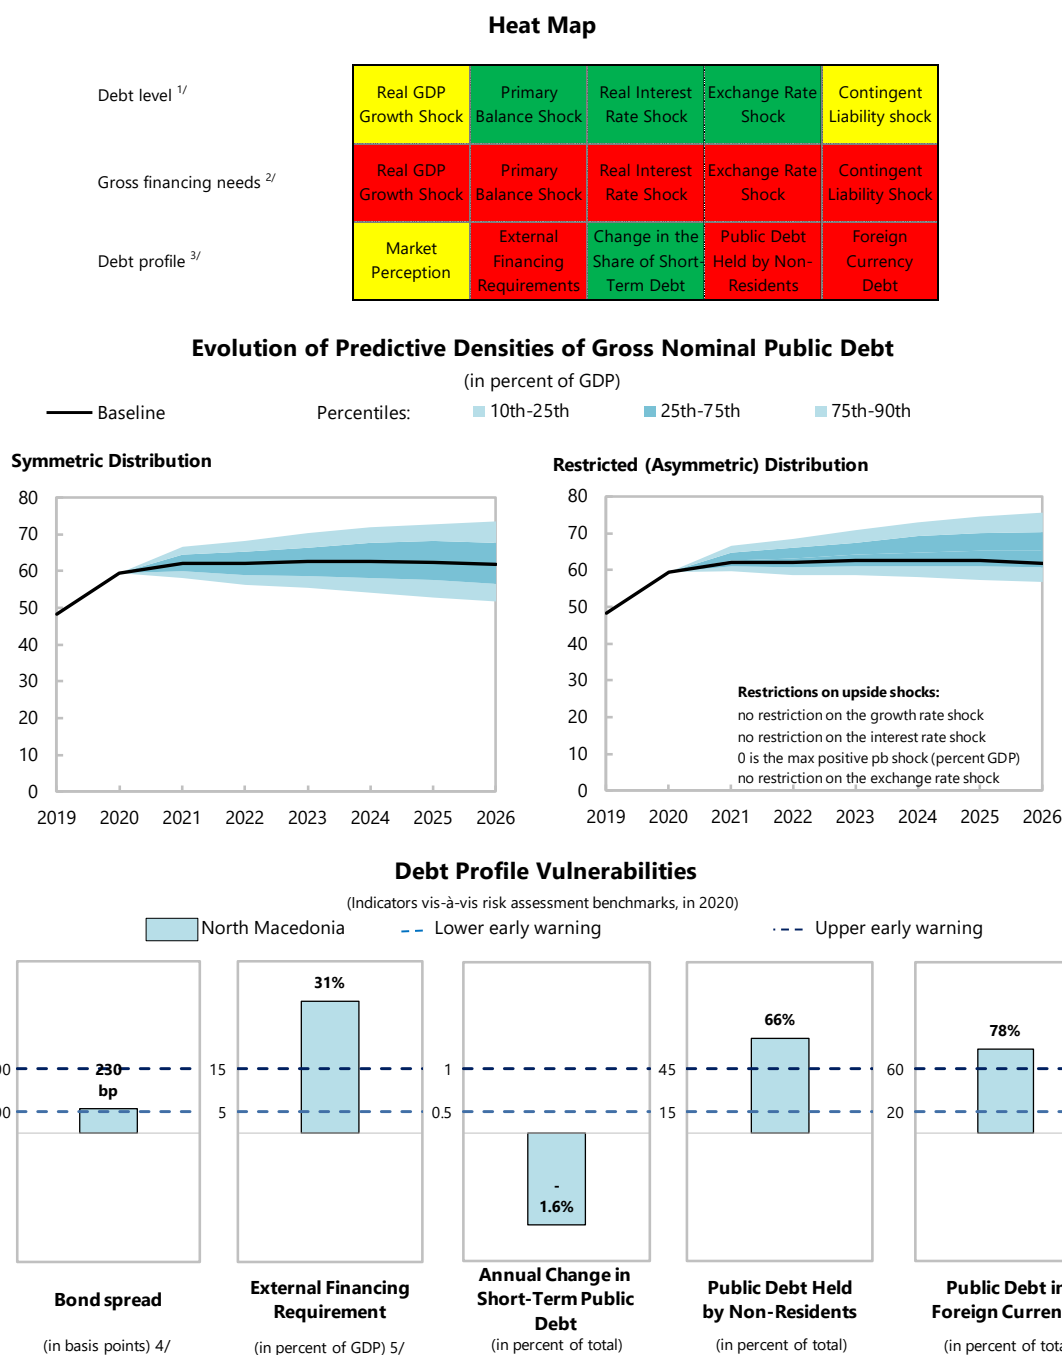 Heat Map
Debt level 1/
Real GDP Growth Shock
Primary Balance Shock
Real Interest Rate Shock
Exchange Rate Shock
Contingent Liability shock
Gross financing needs 2/
Real GDP Growth Shock
Primary Balance Shock
Real Interest Rate Shock
Exchange Rate Shock
Contingent Liability Shock
Debt profile 3/
Market Perception
External Financing Requirements
Change in the Share of Short-Term Debt
Public Debt Held by Non-Residents
Foreign Currency Debt
Evolution of Predictive Densities of Gross Nominal Public Debt
(in percent of GDP)
Baseline
Percentiles:
10th-25th
25th-75th
75th-90th
Symmetric Distribution
80
70
60
50
40
30
20
10
0
2019 2020 2021 2022 2023 2024 2025 2026
Restricted (Asymmetric) Distribution
80
70
60
50
40
30
20
10
0
Restrictions on upside shocks:
no restriction on the growth rate shock
no restriction on the interest rate shock
0 is the max positive pb shock (percent GDP)
no restriction on the exchange rate shock
2019 2020 2021 2022 2023 2024 2025 2026
Debt Profile Vulnerabilities
(Indicators vis-à-vis risk assessment benchmarks, in 2020)
North Macedonia
Lower early warning
Upper early warning
00
00
230
bp
Bond spread
(in basis points) 4/
15
5
31%
External Financing
Requirement
(in percent of GDP) 5/
1
0.5
-
1.6%
Annual Change in
Short-Term Public
Debt
(in percent of total)
45
15
66%
Public Debt Held
by Non-Residents
(in percent of total)
60
20
78%
Public Debt in
Foreign Curren
(in percent of tota